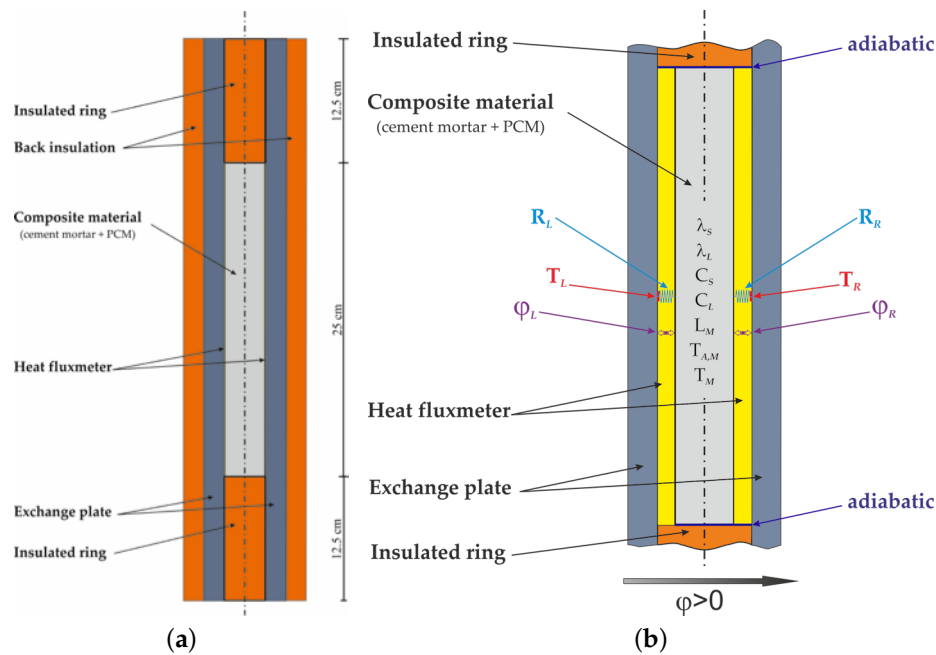 Insulated ring
Back insulation
Composite material
(cement mortar + PCM)
Heat fluxmeter
Exchange plate
Insulated ring
12.5 cm
25 cm
12.5 cm
(a)
Insulated ring
adiabatic
Composite material
(cement mortar + PCM)
R_L
R_R
T_L
T_R
φ_L
φ_R
λ_S
λ_L
C_S
C_L
L_M
T_{A,M}
T_M
Heat fluxmeter
Exchange plate
adiabatic
Insulated ring
φ>0
(b)